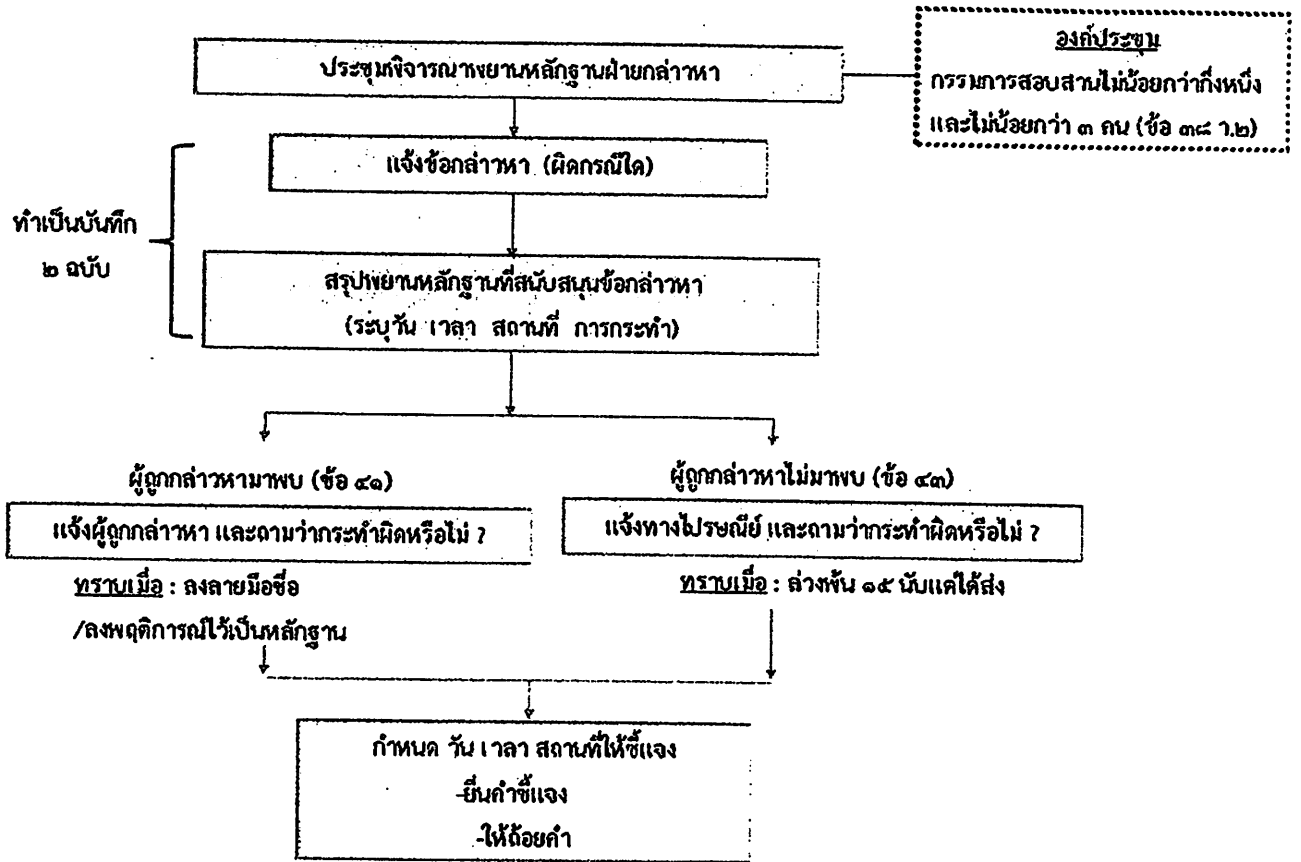 องค์ประชุม
กรรมการสอบสวนไม่น้อยกว่ากึ่งหนึ่ง
และไม่น้อยกว่า ๓ คน (ข้อ ๓๘ ว.๒)
ประชุมพิจารณาพยานหลักฐานฝ่ายกล่าวหา
แจ้งข้อกล่าวหา (ผิดกรณีใด)
ทำเป็นบันทึก
๒ ฉบับ
สรุปพยานหลักฐานที่สนับสนุนข้อกล่าวหา
(ระบุวัน เวลา สถานที่ การกระทำ)
ผู้ถูกกล่าวหามาพบ (ข้อ ๔๑)
แจ้งผู้ถูกกล่าวหา และถามว่ากระทำผิดหรือไม่ ?
ทราบเมื่อ : ลงลายมือชื่อ
/ลงพฤติการณ์ไว้เป็นหลักฐาน
ผู้ถูกกล่าวหาไม่มาพบ (ข้อ ๔๓)
แจ้งทางไปรษณีย์ และถามว่ากระทำผิดหรือไม่ ?
ทราบเมื่อ : ล่วงพ้น ๑๕ นับแต่ได้ส่ง
กำหนด วัน เวลา สถานที่ให้ชี้แจง
-ยื่นคำชี้แจง
-ให้ถ้อยคำ